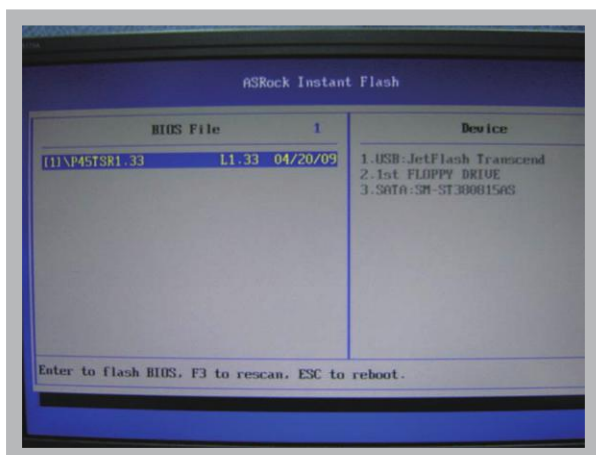 ASRock Instant Flash
BIOS File 1
[1]\P45TSR1.33 L1.33 04/20/09
Device
1.USB:JetFlash Transcend
2.1st FLOPPY DRIVE
3.SATA:SM-ST380815AS
Enter to flash BIOS. F3 to rescan. ESC to reboot.